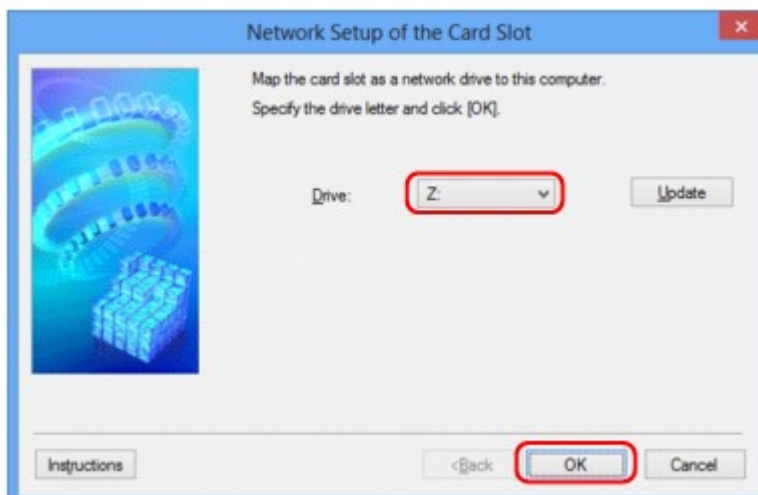 Network Setup of the Card Slot
Map the card slot as a network drive to this computer.
Specify the drive letter and click [OK].
Drive: Z: Update
Instructions <Back OK Cancel